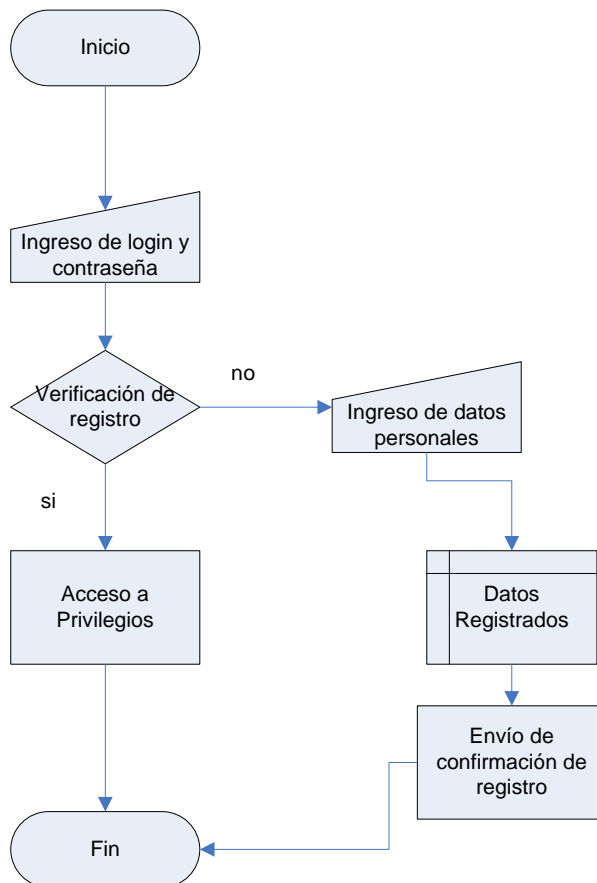 Inicio
Ingreso de login y
contraseña
Verificación de
registro
no
Ingreso de datos
personales
si
Acceso a
Privilegios
Datos
Registrados
Envío de
confirmación de
registro
Fin